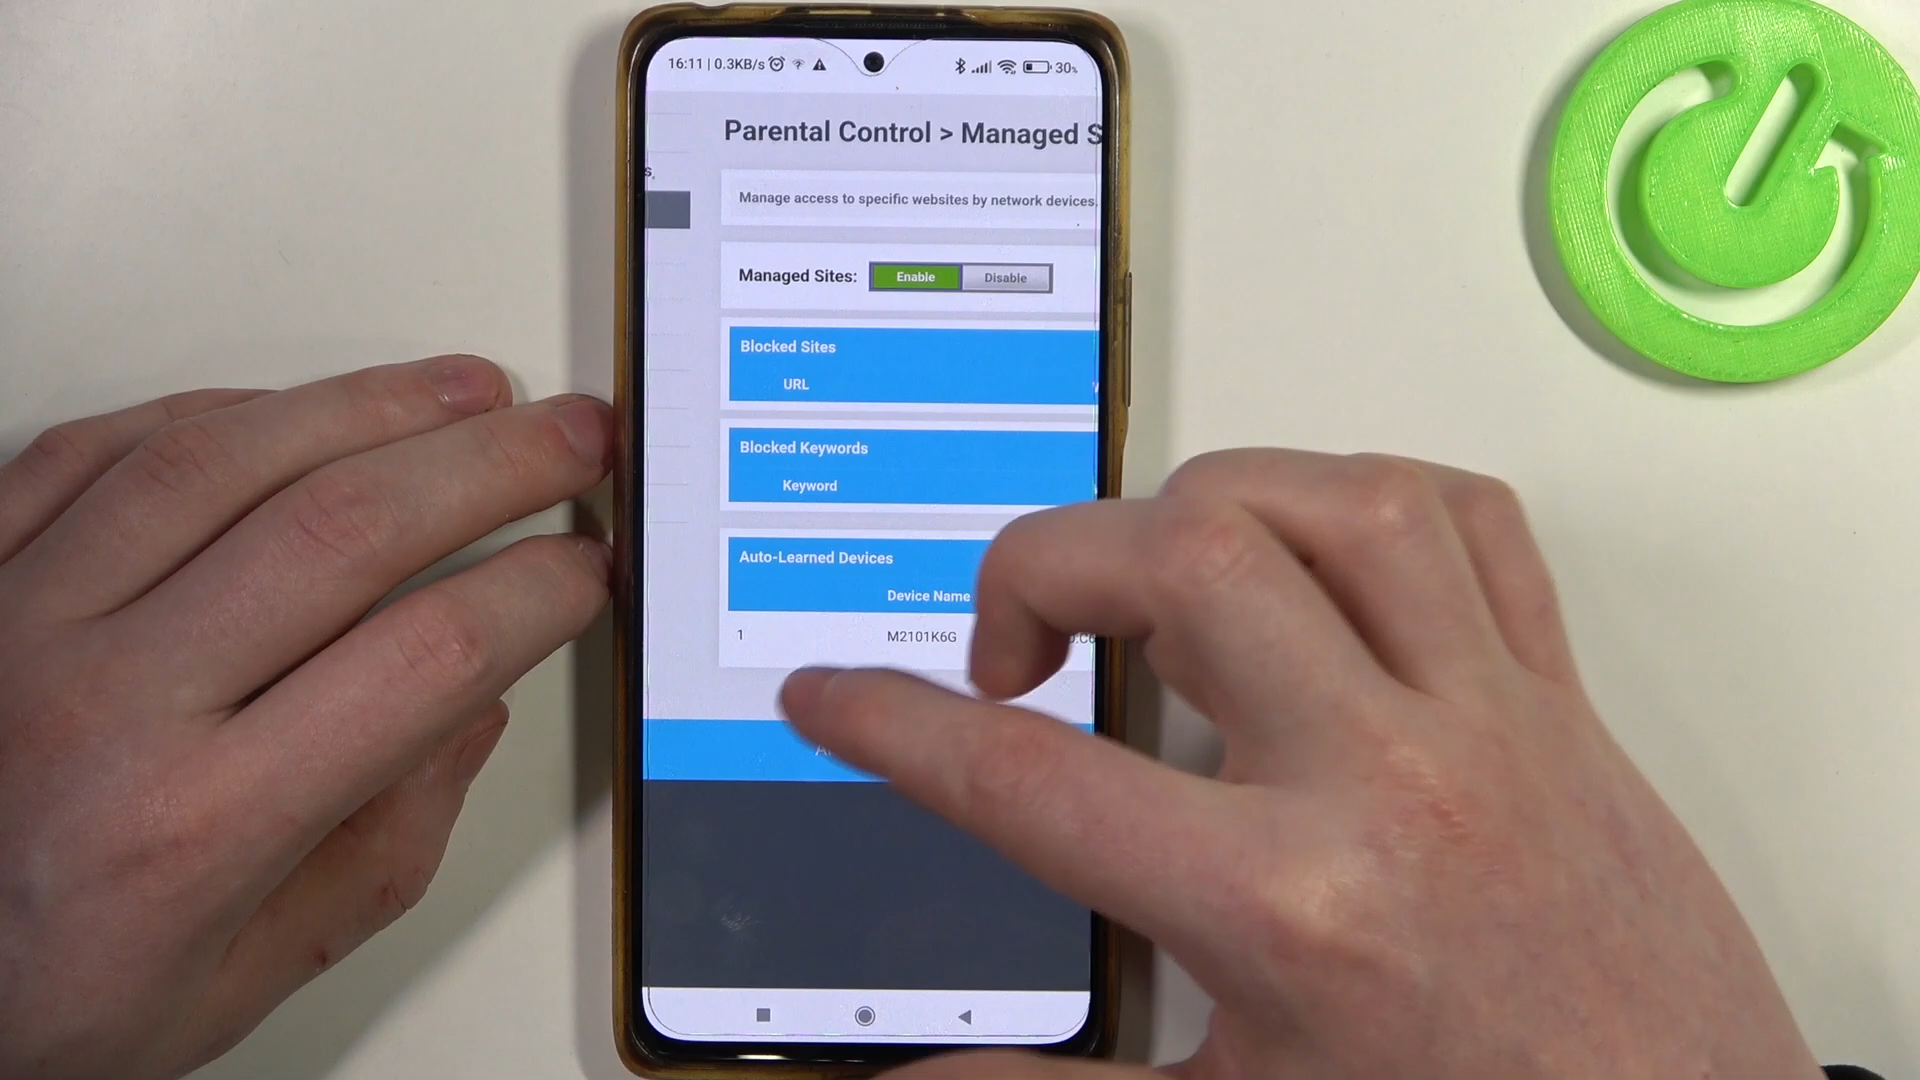 16:11 | 0.3KB/s
30%
Parental Control > Managed S
s,
Manage access to specific websites by network devices.
Managed Sites: Enable Disable
Blocked Sites
URL
Blocked Keywords
Keyword
Auto-Learned Devices
Device Name
1 M2101K6G